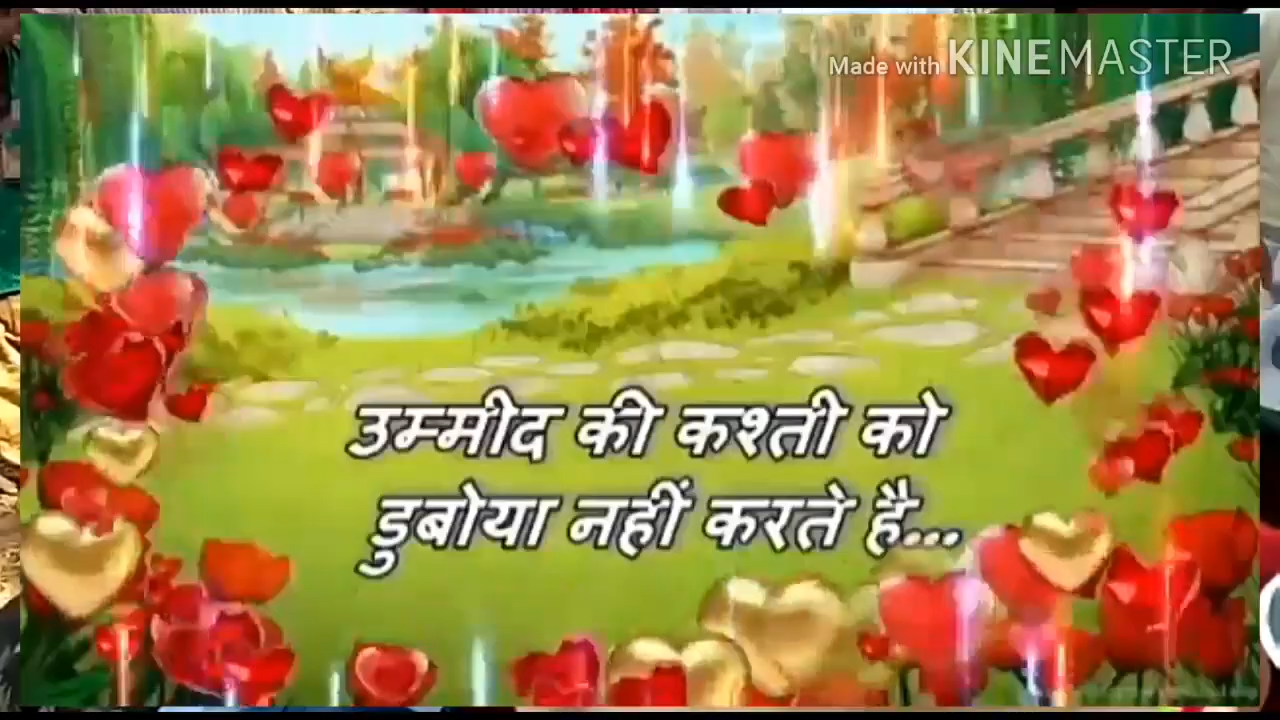 Made with KINEMASTER
उम्मीद की कश्ती को
डुबोया नहीं करते है...